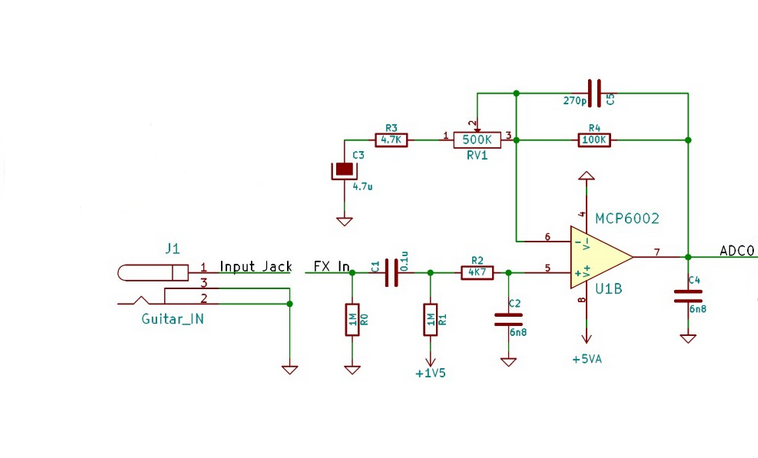 270p
C5
2
R3
4.7K
1
500K
3
R4
100K
RV1
C3
4.7u
4
MCP6002
6
-
V-
J1
1
Input Jack
FX In
C1
0.1u
R2
4K7
5
+
V+
7
ADC0
3
2
U1B
C4
6n8
8
Guitar_IN
1M
R0
1M
R1
C2
6n8
+1V5
+5VA